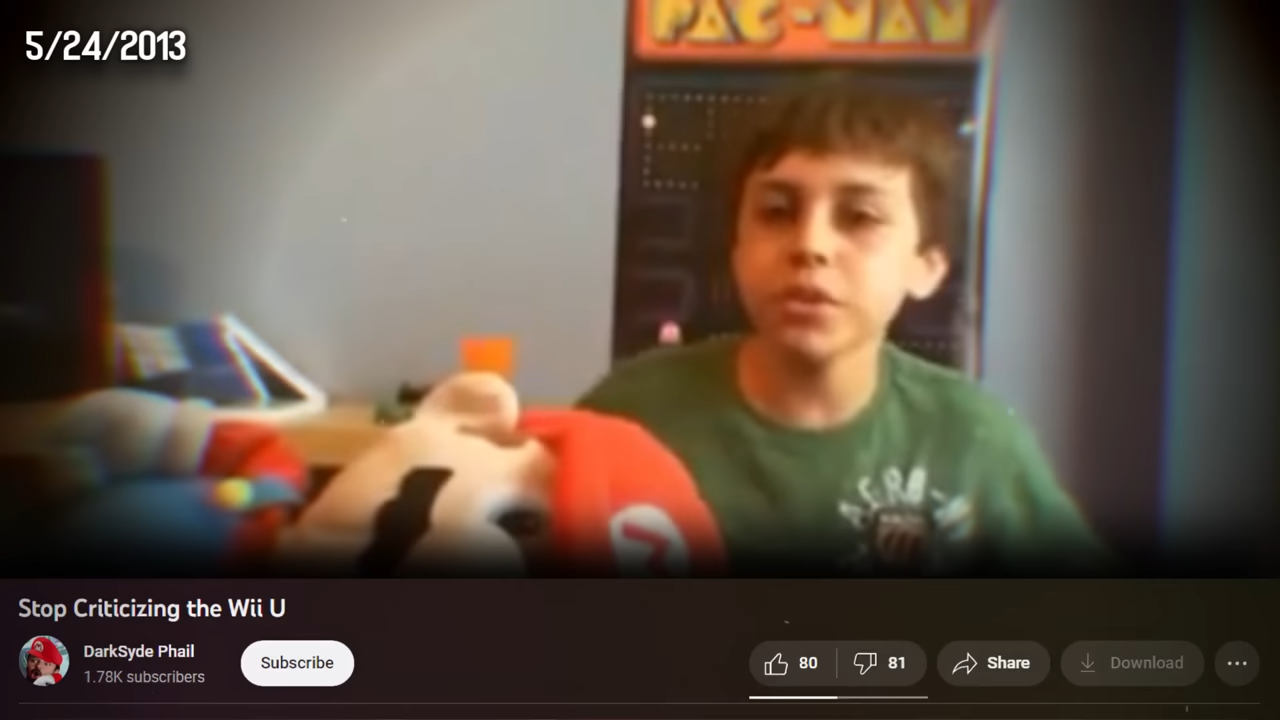 5/24/2013
PAC-MAN
AERO-
Stop Criticizing the Wii U
DarkSyde Phail
1.78K subscribers
Subscribe
80
81
Share
Download